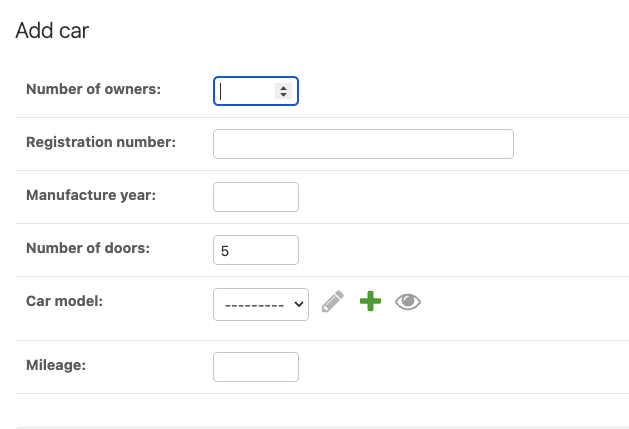 Add car
Number of owners:
Registration number:
Manufacture year:
Number of doors:
5
Car model:
---------
Mileage: